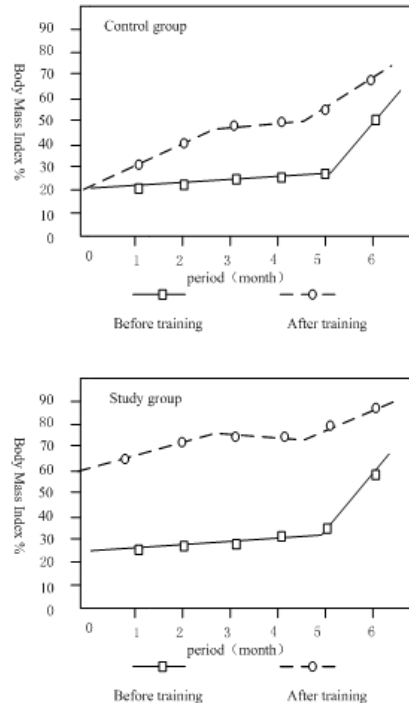 Control group
Body Mass Index %
90
80
70
60
50
40
30
20
10
0
0 1 2 3 4 5 6
period（month）
Before training After training
Study group
Body Mass Index %
90
80
70
60
50
40
30
20
10
0
0 1 2 3 4 5 6
period（month）
Before training After training